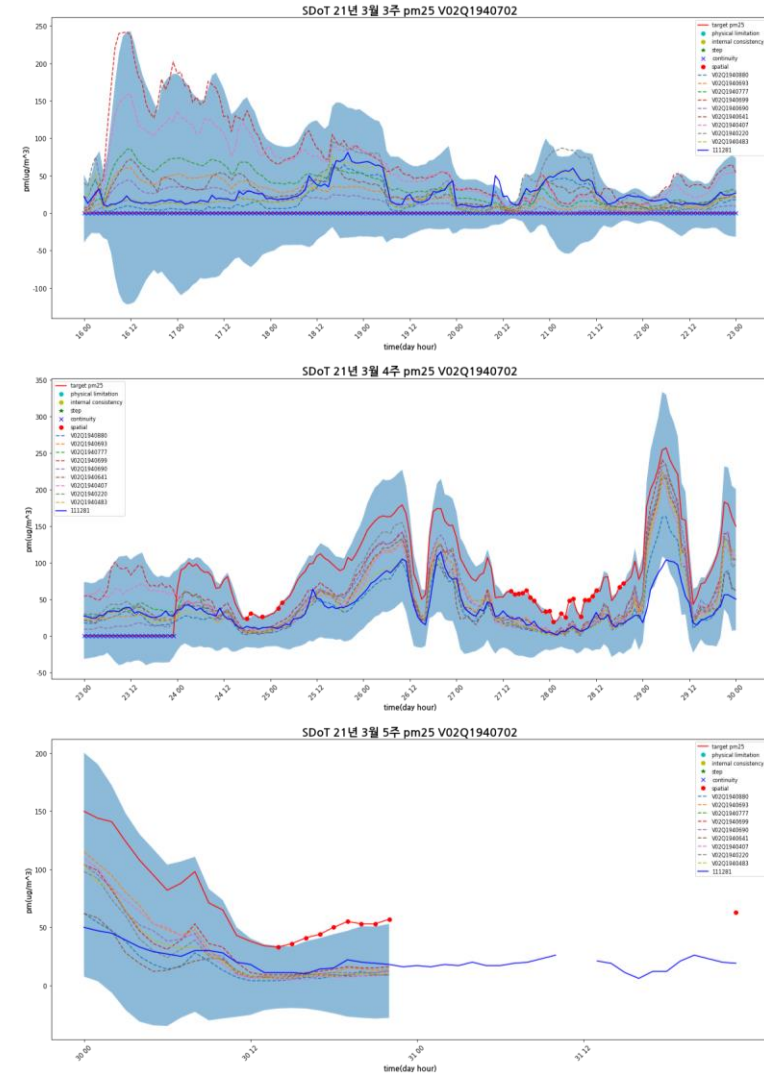 SDoT 21년 3월 3주 pm25 V02Q1940702
pm(ug/m^3)
250
200
150
100
50
0
-50
-100
target pm25
physical limitation
internal consistency
step
continuity
spatial
V02Q1940880
V02Q1940693
V02Q1940777
V02Q1940699
V02Q1940690
V02Q1940641
V02Q1940407
V02Q1940220
V02Q1940483
111281
16 00
16 12
17 00
17 12
18 00
18 12
19 00
19 12
20 00
20 12
21 00
21 12
22 00
22 12
23 00
time(day hour)
SDoT 21년 3월 4주 pm25 V02Q1940702
pm(ug/m^3)
350
300
250
200
150
100
50
0
-50
target pm25
physical limitation
internal consistency
step
continuity
spatial
V02Q1940880
V02Q1940693
V02Q1940777
V02Q1940699
V02Q1940690
V02Q1940641
V02Q1940407
V02Q1940220
V02Q1940483
111281
23 00
23 12
24 00
24 12
25 00
25 12
26 00
26 12
27 00
27 12
28 00
28 12
29 00
29 12
30 00
time(day hour)
SDoT 21년 3월 5주 pm25 V02Q1940702
pm(ug/m^3)
200
150
100
50
0
target pm25
physical limitation
internal consistency
step
continuity
spatial
V02Q1940880
V02Q1940693
V02Q1940777
V02Q1940699
V02Q1940690
V02Q1940641
V02Q1940407
V02Q1940220
V02Q1940483
111281
30 00
30 12
31 00
31 12
time(day hour)